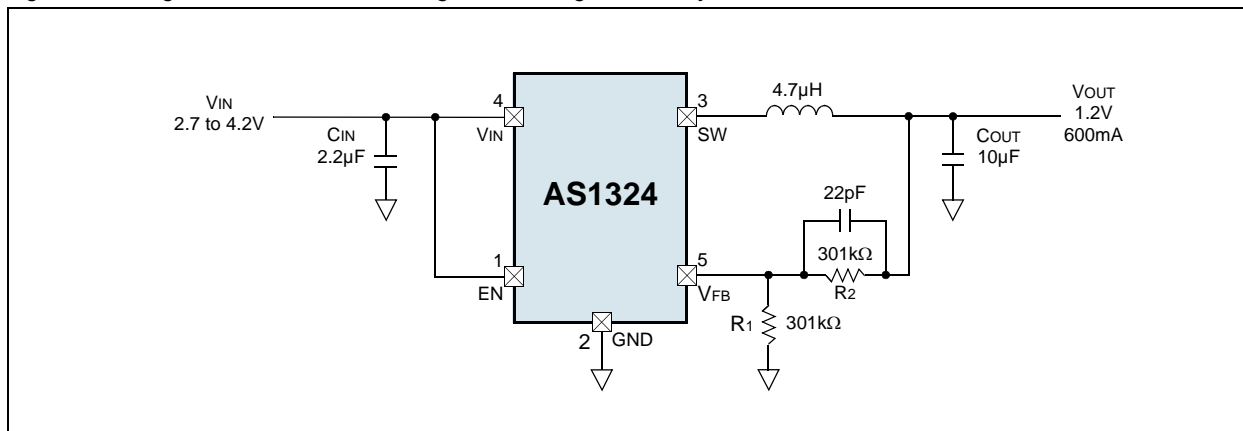 VIN
2.7 to 4.2V
CIN
2.2µF
4
VIN
1
EN
AS1324
2 GND
3
SW
4.7µH
5
VFB
22pF
301kΩ
R2
R1 301kΩ
COUT
10µF
VOUT
1.2V
600mA